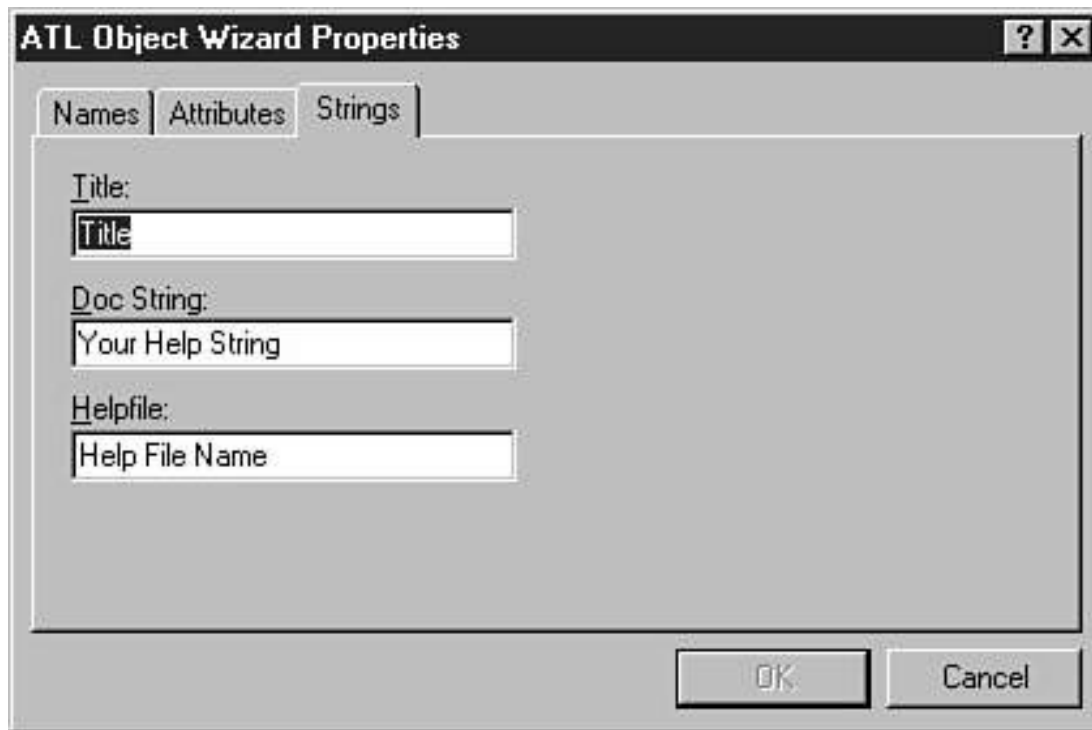 ATL Object Wizard Properties ?
Names Attributes Strings
Title:
Title
Doc String:
Your Help String
Helpfile:
Help File Name
OK Cancel